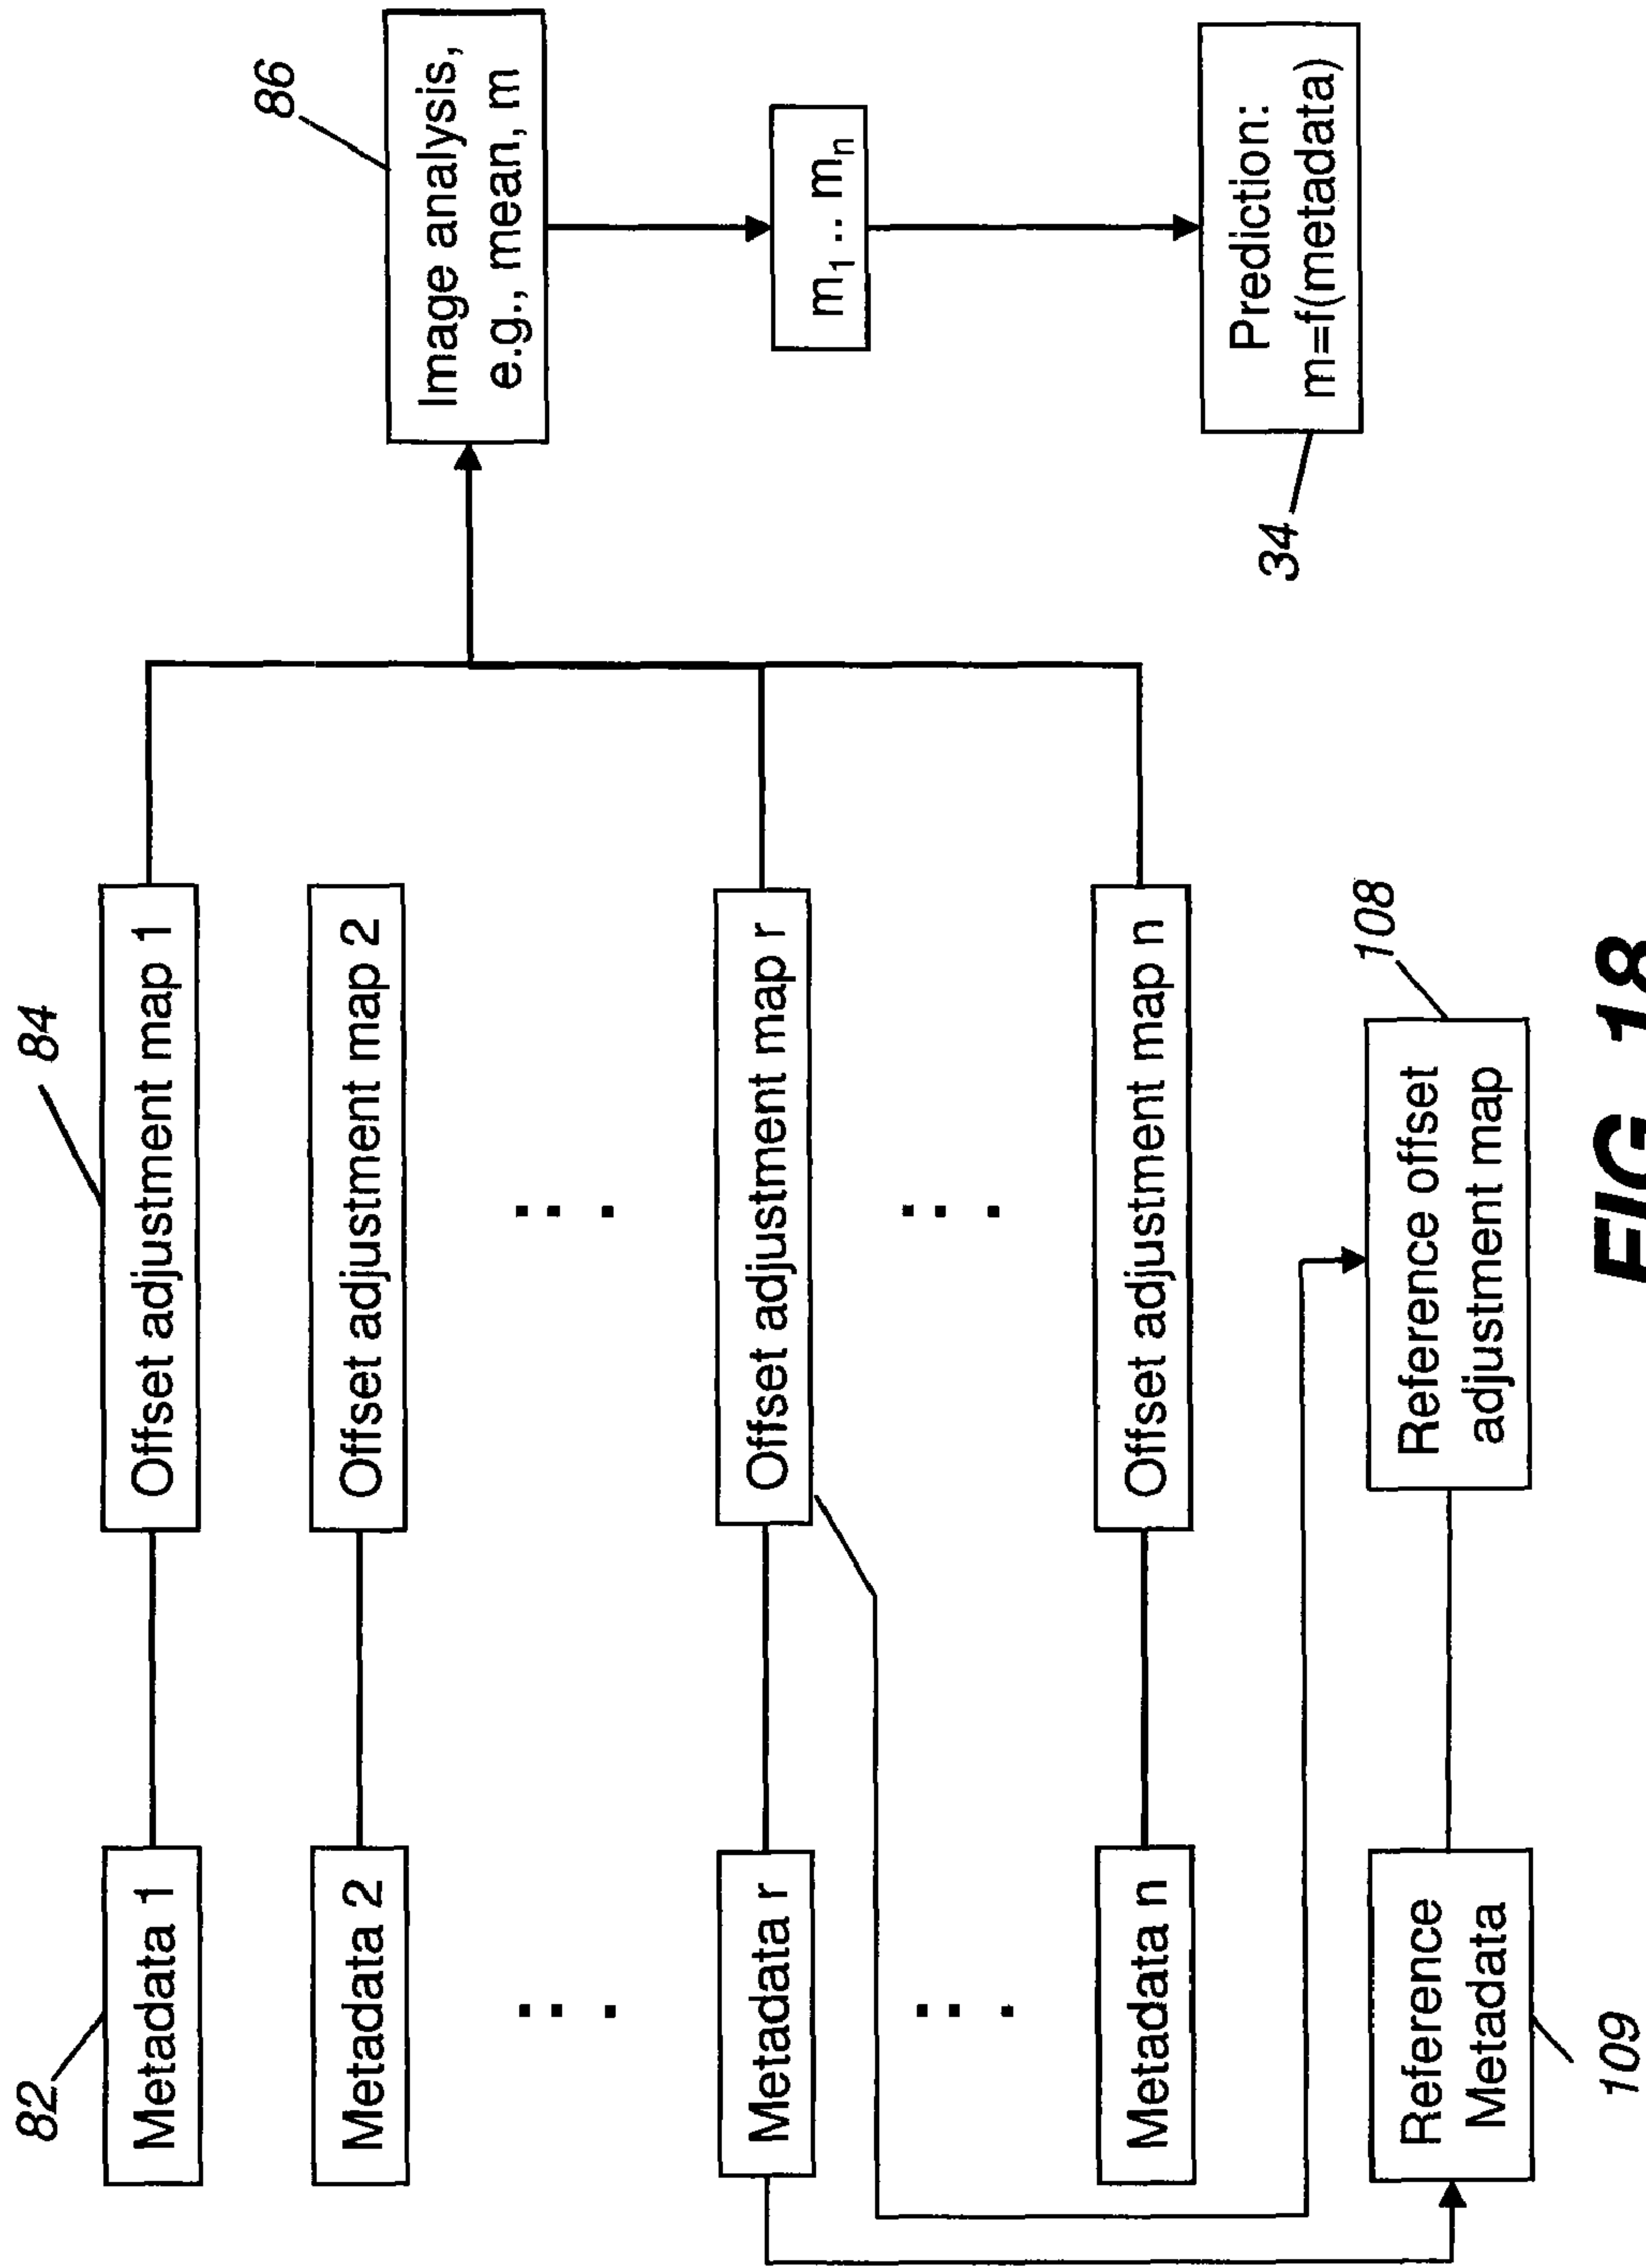 82
Metadata 1
84
Offset adjustment map 1
Metadata 2
Offset adjustment map 2
. . .
. . .
Metadata r
Offset adjustment map r
. . .
. . .
Metadata n
Offset adjustment map n
Reference
Metadata
109
Reference offset
adjustment map
108
86
Image analysis,
e.g., mean, m
m₁ .. mₙ
Prediction:
m=f(metadata)
34
FIG. 18